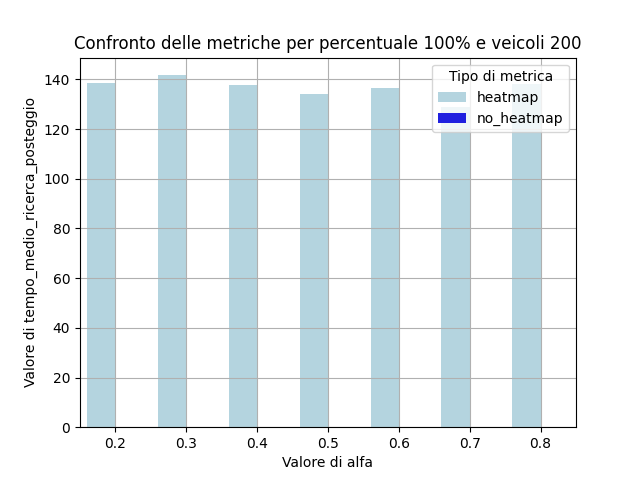 Confronto delle metriche per percentuale 100% e veicoli 200
Tipo di metrica
heatmap
no_heatmap
Valore di tempo_medio_ricerca_posteggio
140
120
100
80
60
40
20
0
0.2 0.3 0.4 0.5 0.6 0.7 0.8
Valore di alfa